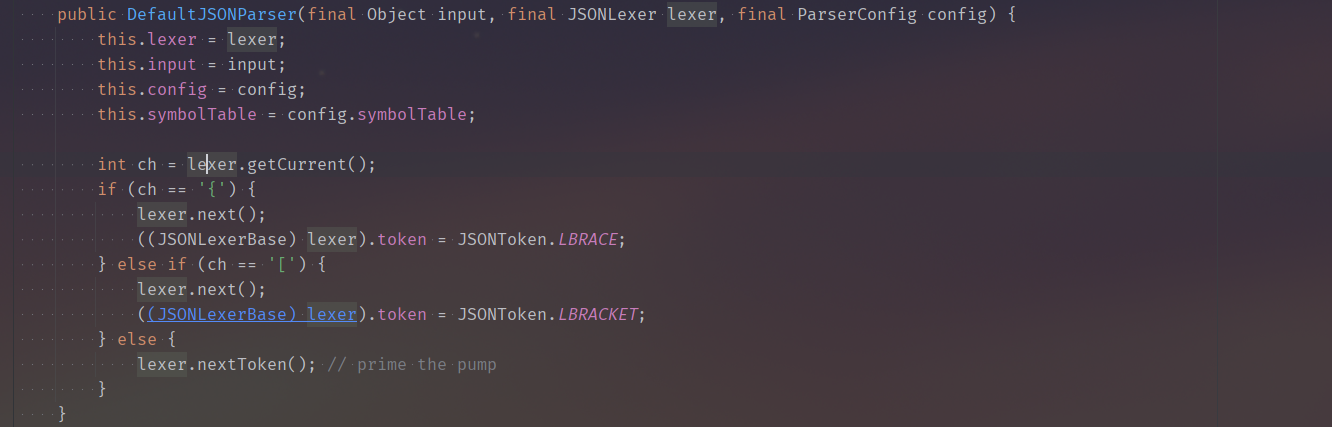 public DefaultJSONParser(final Object input, final JSONLexer lexer, final ParserConfig config) {
this.lexer = lexer;
this.input = input;
this.config = config;
this.symbolTable = config.symbolTable;
int ch = lexer.getCurrent();
if (ch == '{') {
lexer.next();
((JSONLexerBase) lexer).token = JSONToken.LBRACE;
} else if (ch == '[') {
lexer.next();
((JSONLexerBase) lexer).token = JSONToken.LBRACKET;
} else {
lexer.nextToken(); // prime the pump
}
}